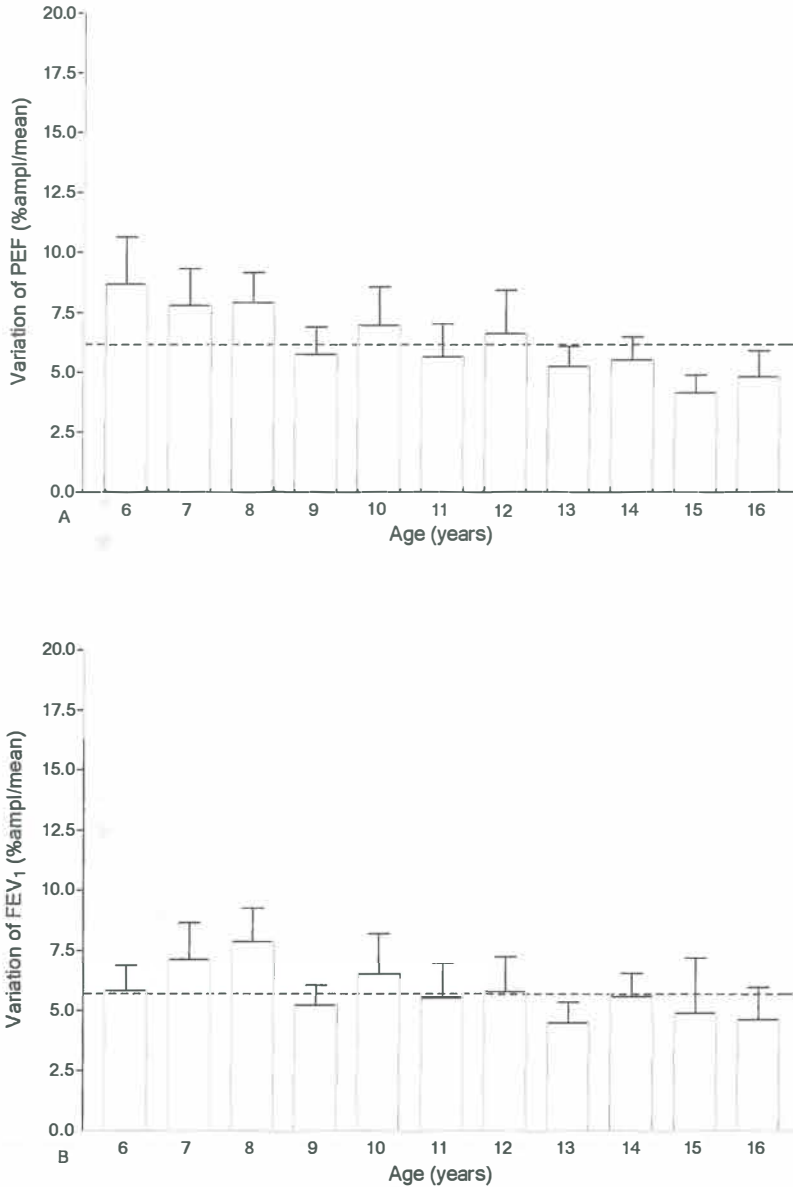 Variation of PEF (%ampl/mean)
20.0
17.5
15.0
12.5
10.0
7.5
5.0
2.5
0.0
A
6 7 8 9 10 11 12 13 14 15 16
Age (years)
Variation of FEV₁ (%ampl/mean)
20.0
17.5
15.0
12.5
10.0
7.5
5.0
2.5
0.0
B
6 7 8 9 10 11 12 13 14 15 16
Age (years)